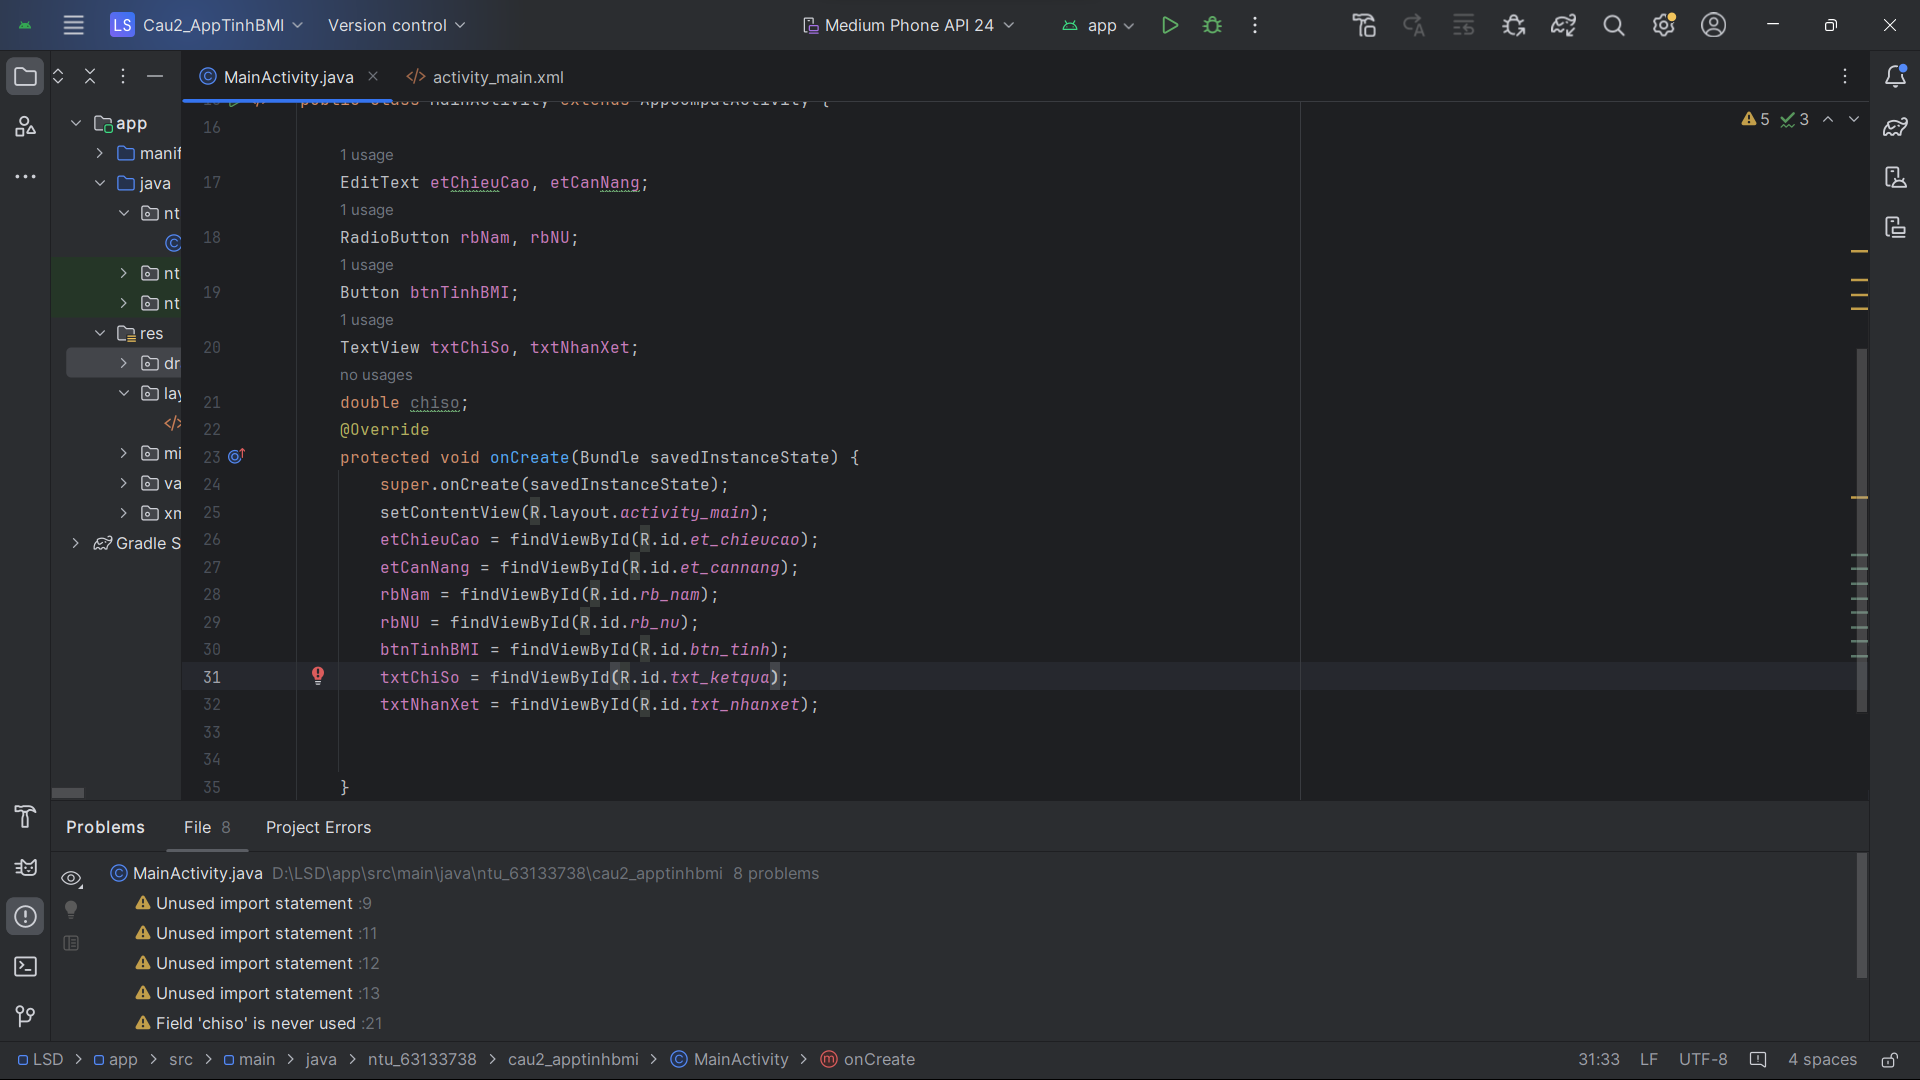 LS Cau2_AppTinhBMI Version control Medium Phone API 24 app
MainActivity.java activity_main.xml
app
manif
java
nt
nt
nt
res
dr
lay
mi
va
xm
Gradle S
public class MainActivity extends AppCompatActivity {
5 3
16
1 usage
17 EditText etChieuCao, etCanNang;
1 usage
18 RadioButton rbNam, rbNU;
1 usage
19 Button btnTinhBMI;
1 usage
20 TextView txtChiSo, txtNhanXet;
no usages
21 double chiso;
22 @Override
23 protected void onCreate(Bundle savedInstanceState) {
24 super.onCreate(savedInstanceState);
25 setContentView(R.layout.activity_main);
26 etChieuCao = findViewById(R.id.et_chieucao);
27 etCanNang = findViewById(R.id.et_cannang);
28 rbNam = findViewById(R.id.rb_nam);
29 rbNU = findViewById(R.id.rb_nu);
30 btnTinhBMI = findViewById(R.id.btn_tinh);
31 txtChiSo = findViewById(R.id.txt_ketqua);
32 txtNhanXet = findViewById(R.id.txt_nhanxet);
33
34
35 }
Problems File 8 Project Errors
MainActivity.java D:\LSD\app\src\main\java\ntu_63133738\cau2_apptinhbmi 8 problems
Unused import statement :9
Unused import statement :11
Unused import statement :12
Unused import statement :13
Field 'chiso' is never used :21
LSD > app > src > main > java > ntu_63133738 > cau2_apptinhbmi > MainActivity > onCreate 31:33 LF UTF-8 4 spaces